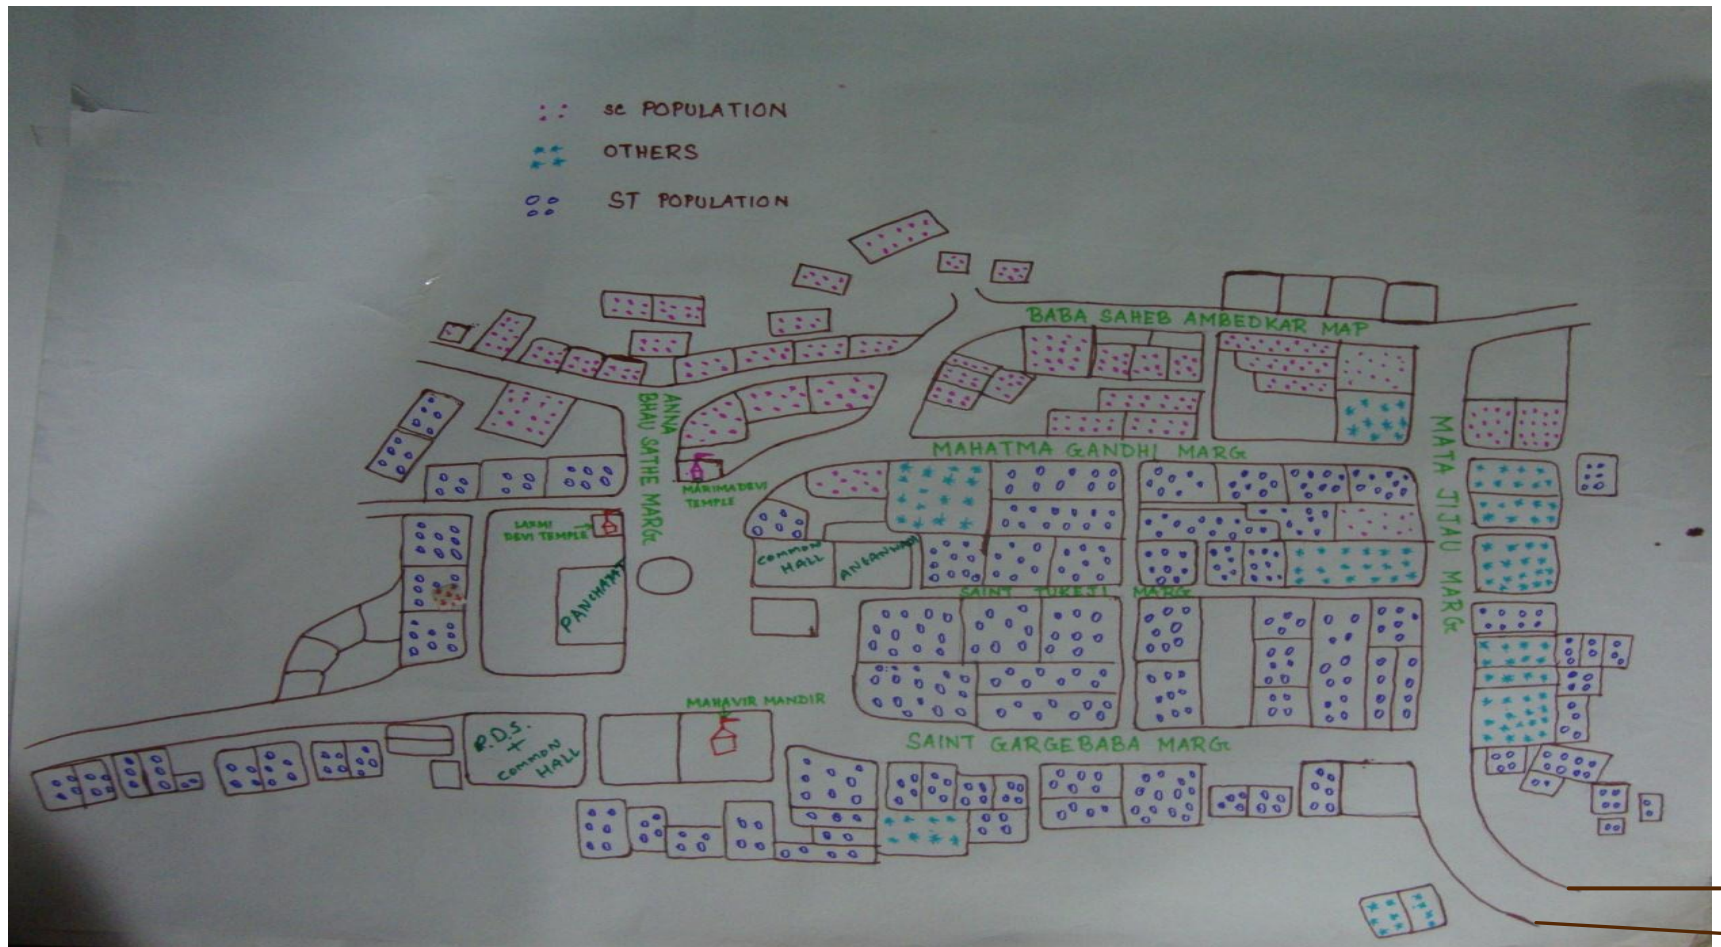 SC POPULATION
OTHERS
ST POPULATION
BABA SAHEB AMBEDKAR MAP
ANNA
BHAU SATHE MARG
MAHATMA GANDHI MARG
MATA JIJAU MARG
MARIMADEVI
TEMPLE
LAXMI
DEVI TEMPLE
PANCHAYAT
COMMON
HALL
ANGANWADI
SAINT TUKEJI MARG
MAHAVIR MANDIR
R.D.S.
+
COMMON
HALL
SAINT GARGEBABA MARG